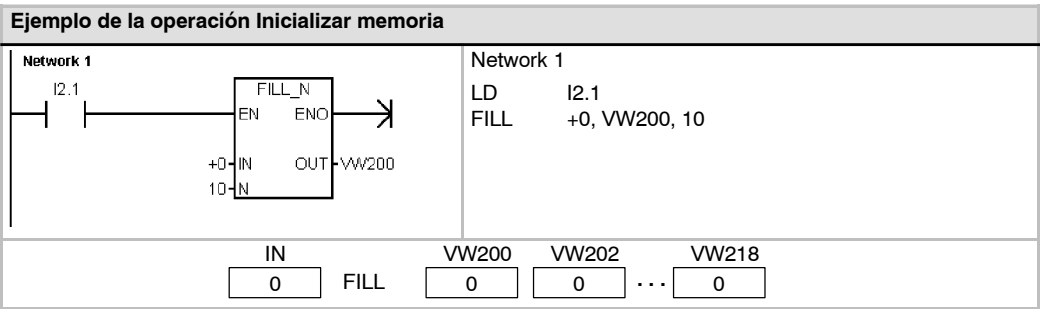 Ejemplo de la operación Inicializar memoria
Network 1
I2.1
FILL_N
EN ENO
+0 IN OUT VW200
10 N
Network 1
LD I2.1
FILL +0, VW200, 10
IN VW200 VW202 VW218
0 FILL 0 0 ... 0